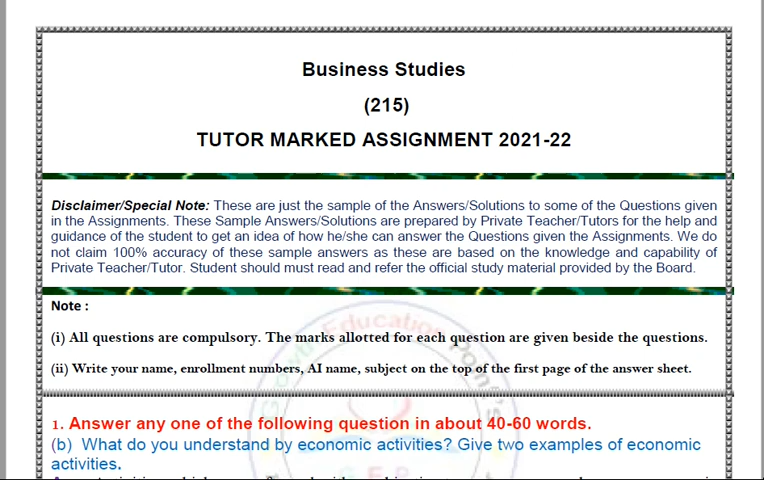 Business Studies
(215)
TUTOR MARKED ASSIGNMENT 2021-22
Disclaimer/Special Note: These are just the sample of the Answers/Solutions to some of the Questions given
in the Assignments. These Sample Answers/Solutions are prepared by Private Teacher/Tutors for the help and
guidance of the student to get an idea of how he/she can answer the Questions given the Assignments. We do
not claim 100% accuracy of these sample answers as these are based on the knowledge and capability of
Private Teacher/Tutor. Student should must read and refer the official study material provided by the Board.
Note :
(i) All questions are compulsory. The marks allotted for each question are given beside the questions.
(ii) Write your name, enrollment numbers, AI name, subject on the top of the first page of the answer sheet.
Growth Education Point's
1. Answer any one of the following question in about 40-60 words.
(b) What do you understand by economic activities? Give two examples of economic
activities.
G E P